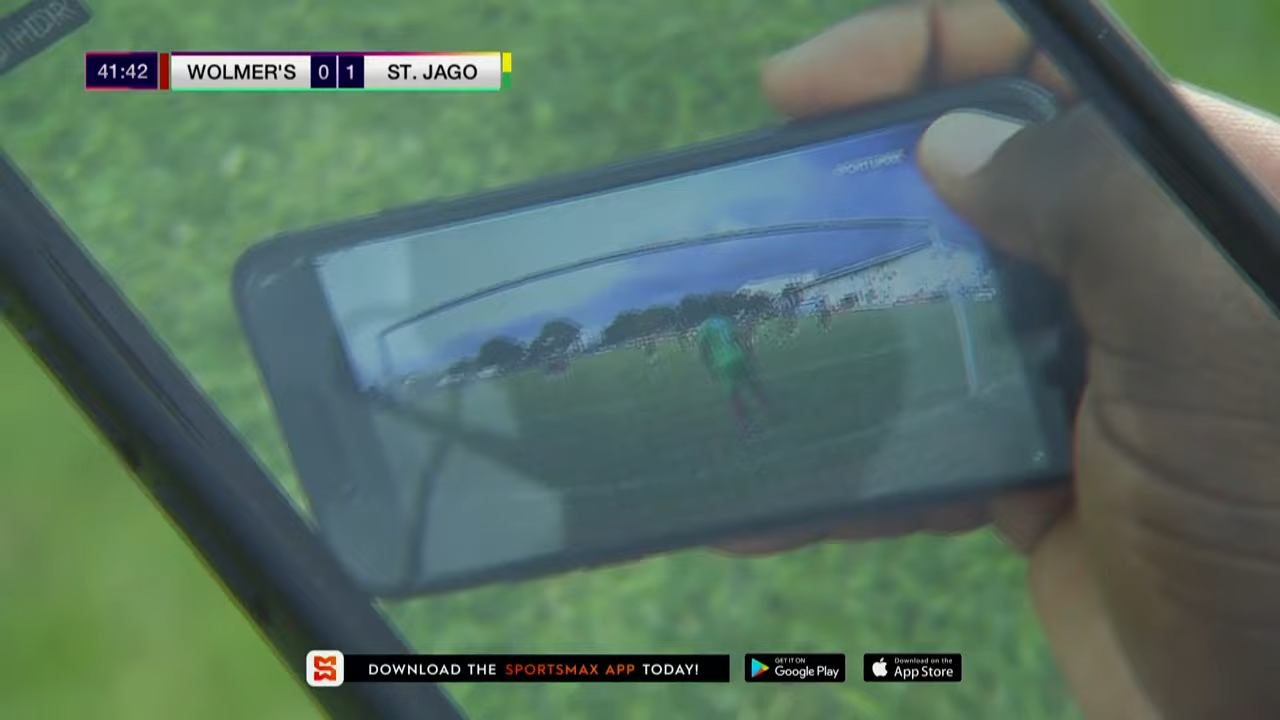 41:42 WOLMER'S 0 1 ST. JAGO
DOWNLOAD THE SPORTSMAX APP TODAY!
GET IT ON
Google Play
Download on the
App Store